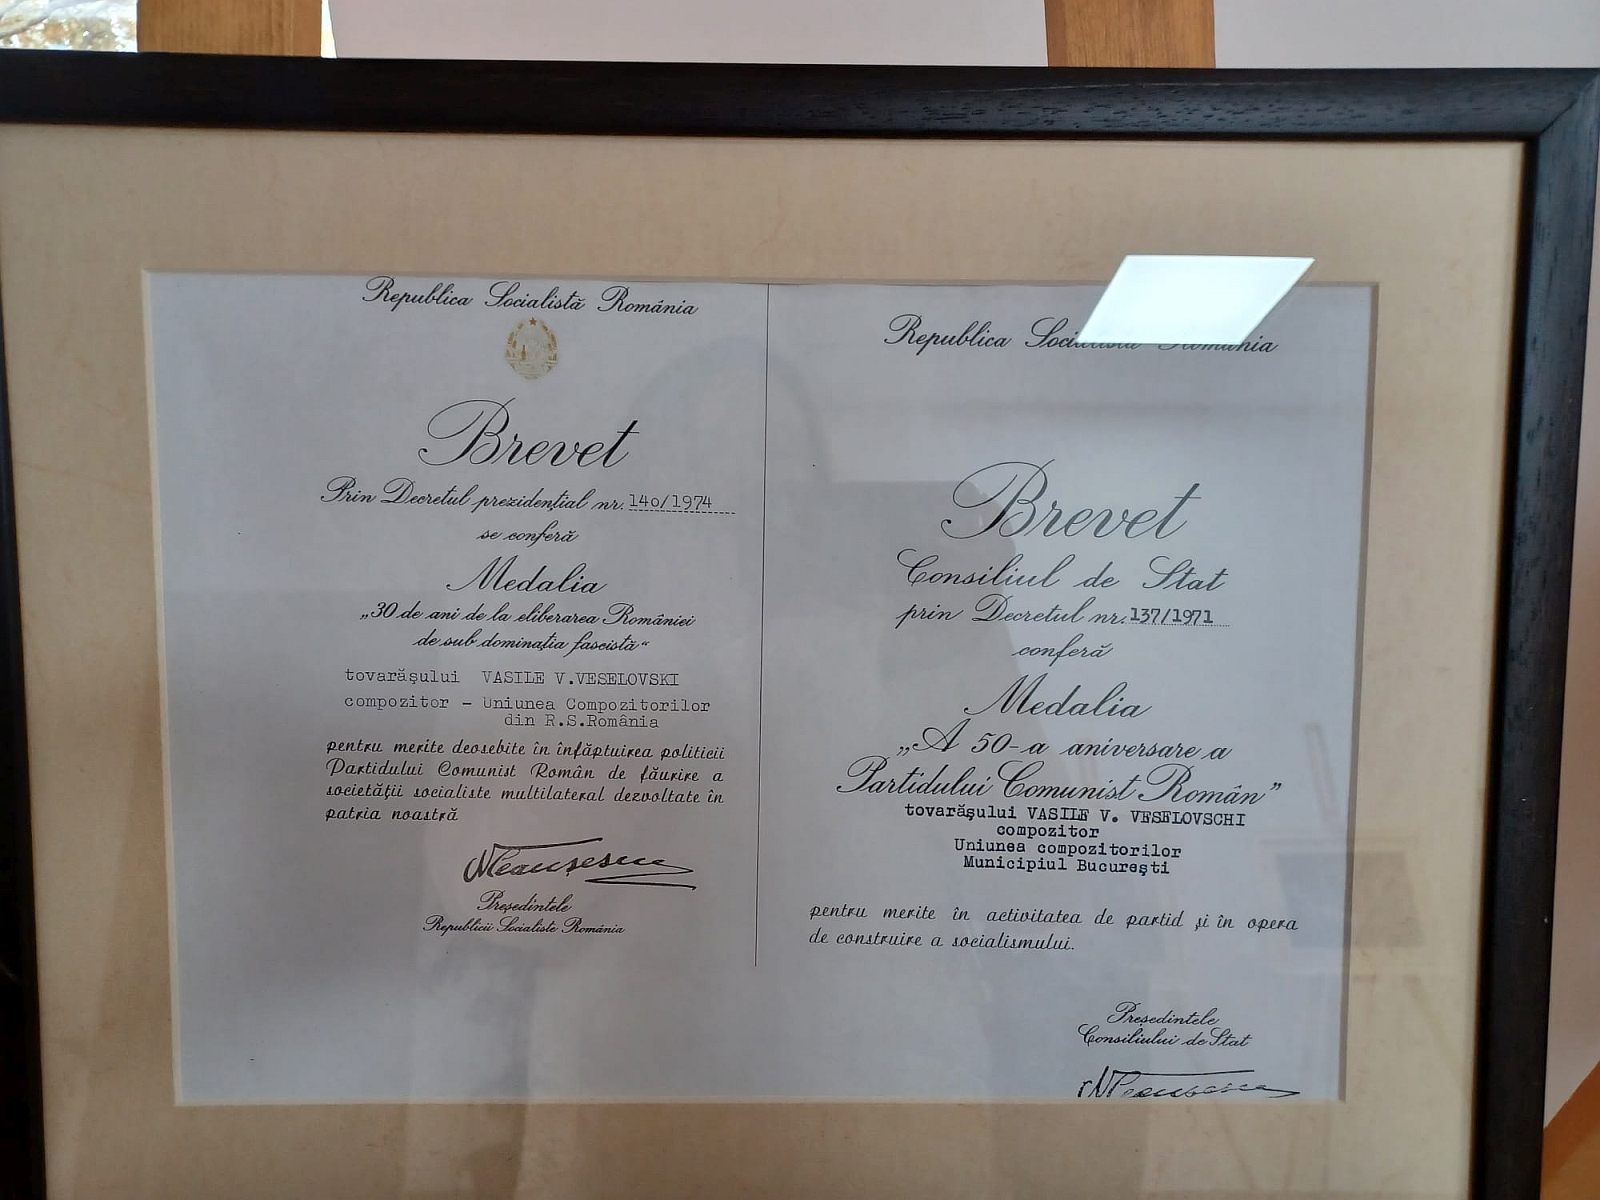 Republica Socialistă România
Brevet
Prin Decretul prezidențial nr. 140/1974
se conferă
Medalia
„30 de ani de la eliberarea României
de sub dominația fascistă“
tovarășului VASILE V.VESELOVSKI
compozitor - Uniunea Compozitorilor
din R.S.România
pentru merite deosebite în înfăptuirea politicii
Partidului Comunist Român de făurire a
societății socialiste multilateral dezvoltate în
patria noastră
NCeaușescu
Președintele
Republicii Socialiste România
Republica Socialistă România
Brevet
Consiliul de Stat
prin Decretul nr. 137/1971
conferă
Medalia
„A 50-a aniversare a
Partidului Comunist Român”
tovarășului VASILE V. VESELOVSCHI
compozitor
Uniunea compozitorilor
Municipiul București
pentru merite în activitatea de partid și în opera
de construire a socialismului.
Președintele
Consiliului de Stat
NCeaușescu